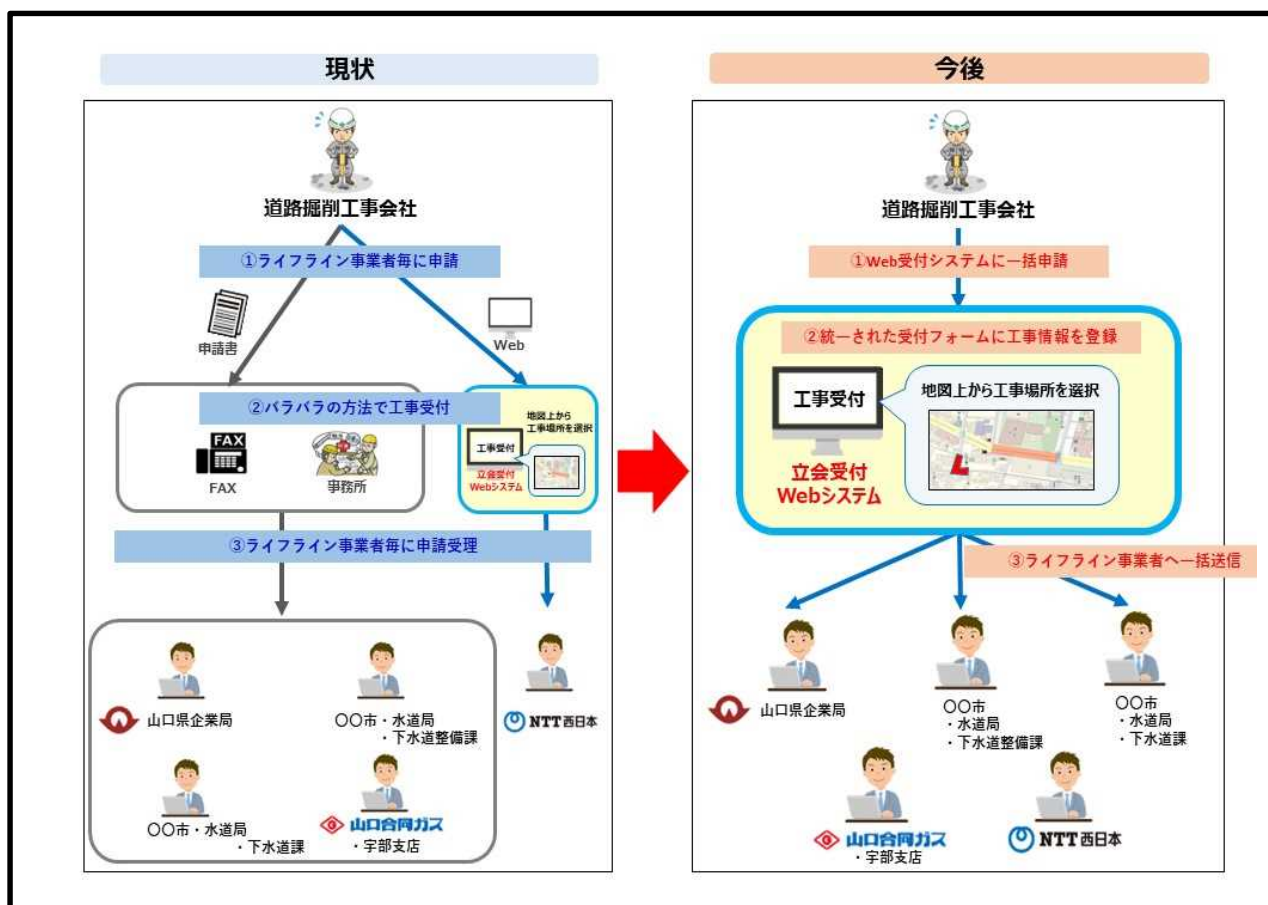 現状
道路掘削工事会社
①ライフライン事業者毎に申請
申請書
Web
②バラバラの方法で工事受付
FAX
FAX
事務所
地図上から
工事場所を選択
工事受付
立会受付
Webシステム
③ライフライン事業者毎に申請受理
山口県企業局
〇〇市・水道局
・下水道整備課
NTT西日本
〇〇市・水道局
・下水道課
山口合同ガス
・宇部支店
今後
道路掘削工事会社
①Web受付システムに一括申請
②統一された受付フォームに工事情報を登録
工事受付
地図上から工事場所を選択
立会受付
Webシステム
③ライフライン事業者へ一括送信
山口県企業局
〇〇市
・水道局
・下水道整備課
〇〇市
・水道局
・下水道課
山口合同ガス
・宇部支店
NTT西日本